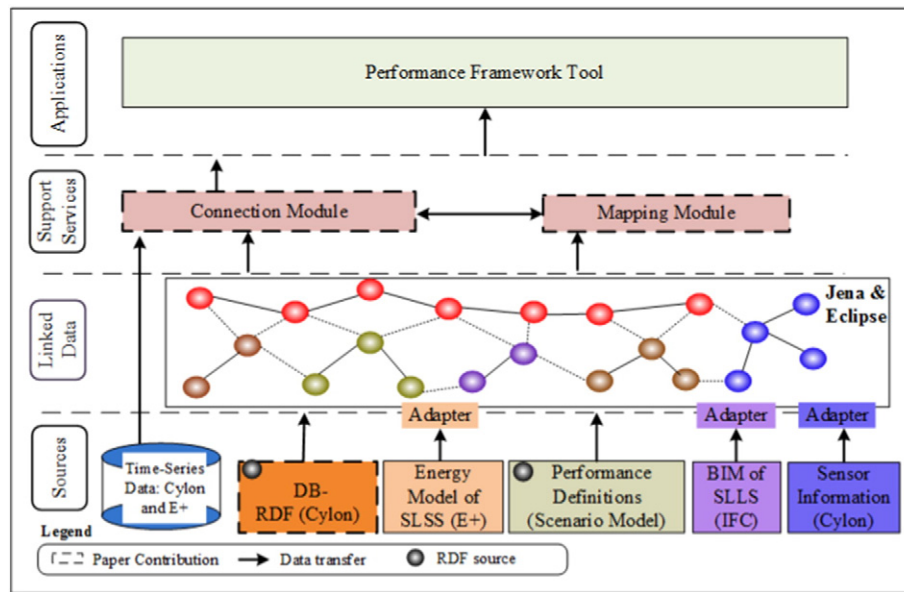 Applications
Performance Framework Tool
Support
Services
Connection Module
Mapping Module
Linked
Data
Jena &
Eclipse
Adapter
Adapter
Adapter
Sources
Time-Series
Data: Cylon
and E+
DB-
RDF (Cylon)
Energy
Model of
SLSS (E+)
Performance
Definitions
(Scenario Model)
BIM of
SLLS
(IFC)
Sensor
Information
(Cylon)
Legend
Paper Contribution
Data transfer
RDF source